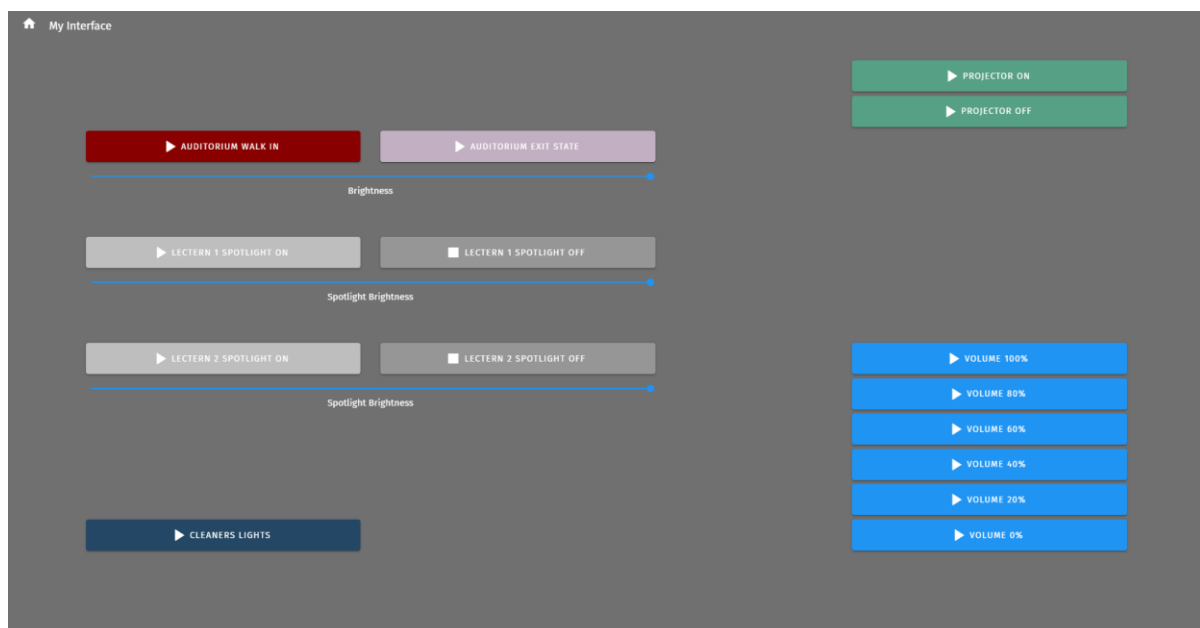 My Interface
PROJECTOR ON
PROJECTOR OFF
AUDITORIUM WALK IN
AUDITORIUM EXIT STATE
Brightness
LECTERN 1 SPOTLIGHT ON
LECTERN 1 SPOTLIGHT OFF
Spotlight Brightness
LECTERN 2 SPOTLIGHT ON
LECTERN 2 SPOTLIGHT OFF
Spotlight Brightness
VOLUME 100%
VOLUME 80%
VOLUME 60%
VOLUME 40%
VOLUME 20%
VOLUME 0%
CLEANERS LIGHTS